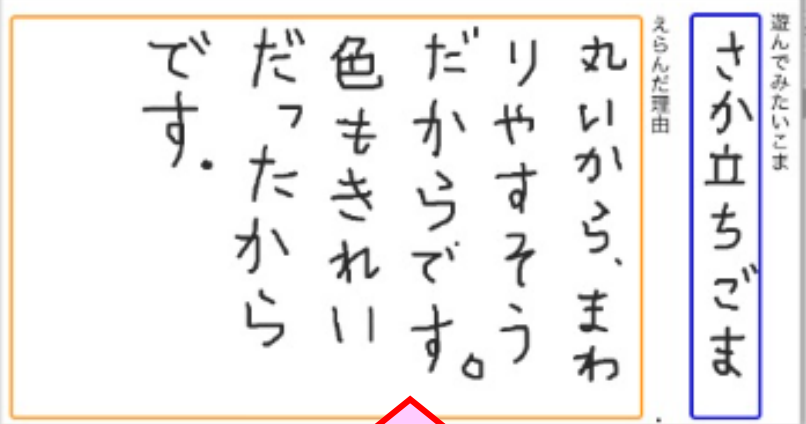 遊んでみたいこま
さか立ちごま
えらんだ理由
丸いから、まわ
りやすそう
だからです。
色もきれい
だったから
です.